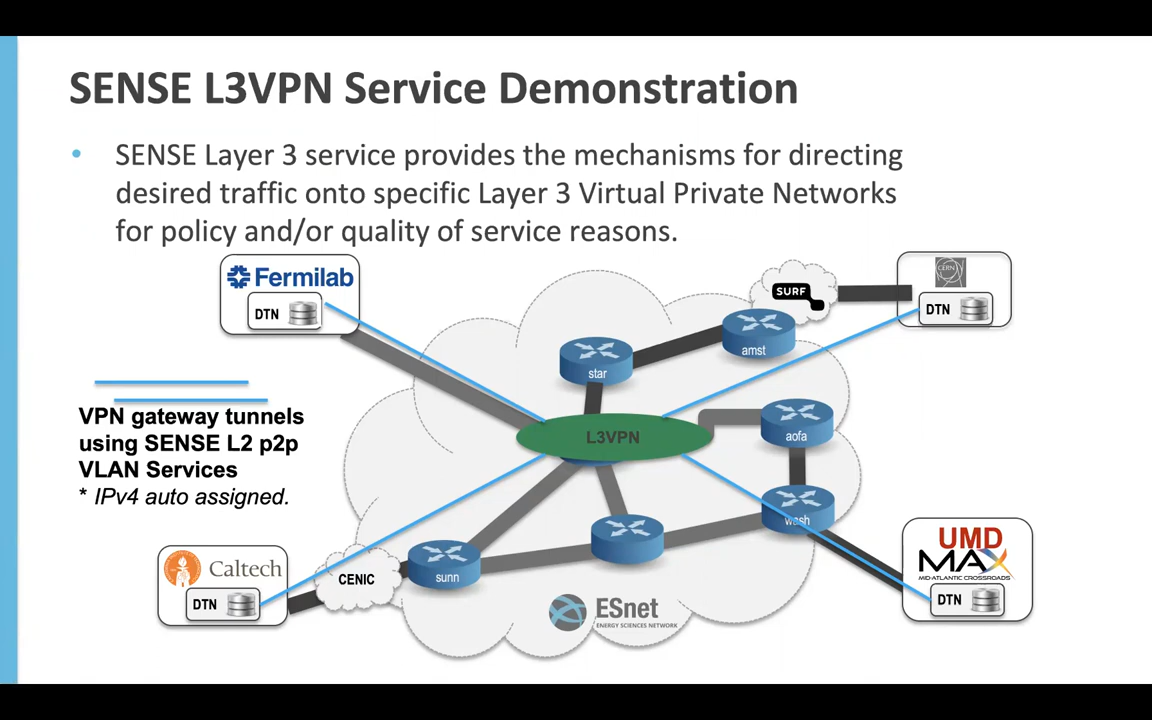 SENSE L3VPN Service Demonstration
• SENSE Layer 3 service provides the mechanisms for directing
desired traffic onto specific Layer 3 Virtual Private Networks
for policy and/or quality of service reasons.
Fermilab
DTN
SURF
CERN
DTN
amst
star
VPN gateway tunnels
using SENSE L2 p2p
VLAN Services
* IPv4 auto assigned.
L3VPN
aofa
wash
Caltech
DTN
CENIC
sunn
ESnet
ENERGY SCIENCES NETWORK
UMD
MAX
MID-ATLANTIC CROSSROADS
DTN